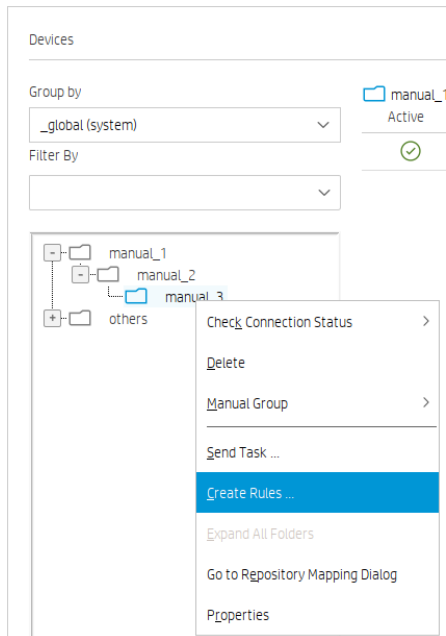 Devices
Group by
_global (system)
Filter By
manual_1
manual_2
manual_3
others
manual_1
Active
Check Connection Status
Delete
Manual Group
Send Task ...
Create Rules ...
Expand All Folders
Go to Repository Mapping Dialog
Properties